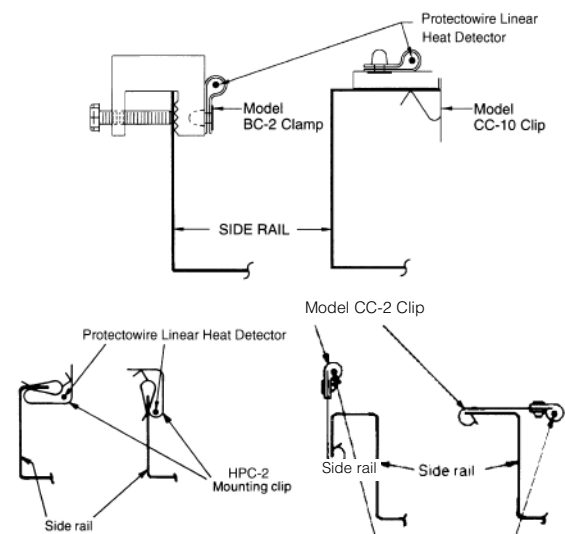 Protectowire Linear
Heat Detector
Model
BC-2 Clamp
Model
CC-10 Clip
SIDE RAIL
Model CC-2 Clip
Protectowire Linear Heat Detector
HPC-2
Mounting clip
Side rail
Side rail
Side rail